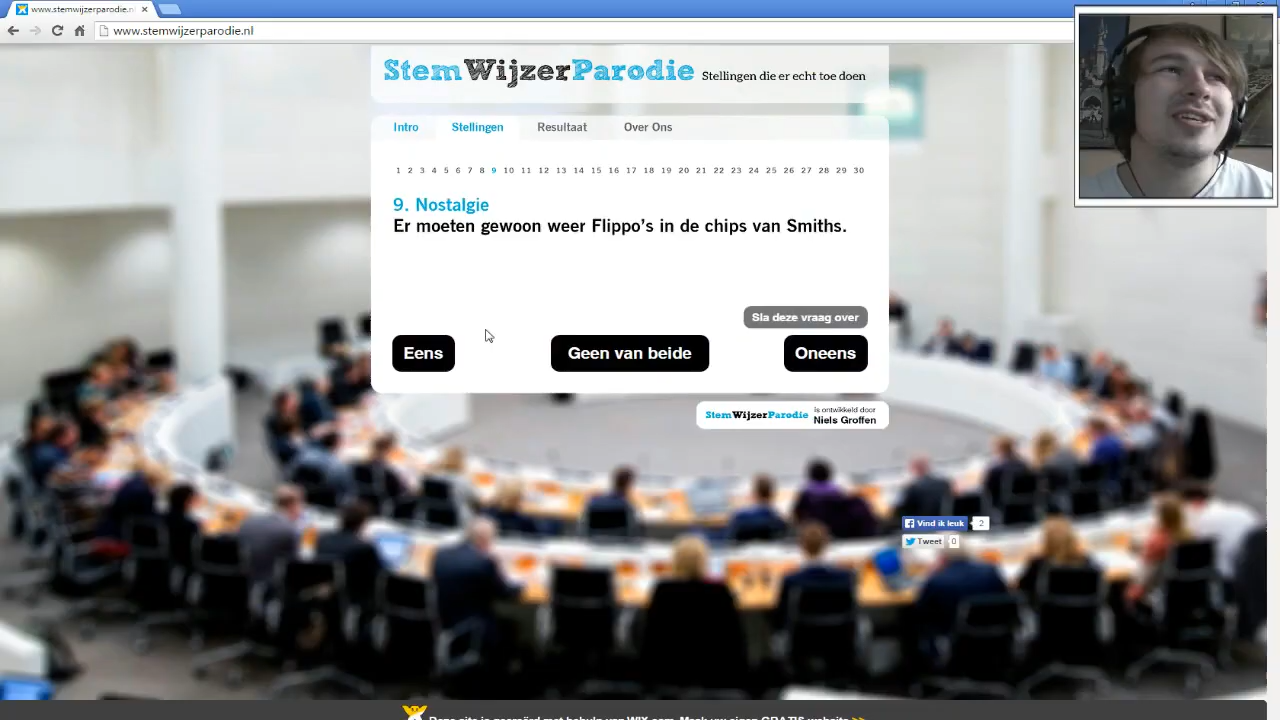 www.stemwijzerparodie.nl
www.stemwijzerparodie.nl
StemWijzerParodie Stellingen die er echt toe doen
Intro Stellingen Resultaat Over Ons
1 2 3 4 5 6 7 8 9 10 11 12 13 14 15 16 17 18 19 20 21 22 23 24 25 26 27 28 29 30
9. Nostalgie
Er moeten gewoon weer Flippo's in de chips van Smiths.
Sla deze vraag over
Eens Geen van beide Oneens
StemWijzerParodie is ontwikkeld door
Niels Groffen
Vind ik leuk 2
Tweet 0
Deze site is gecreëerd met behulp van WIX.com. Maak uw eigen GRATIS website >>